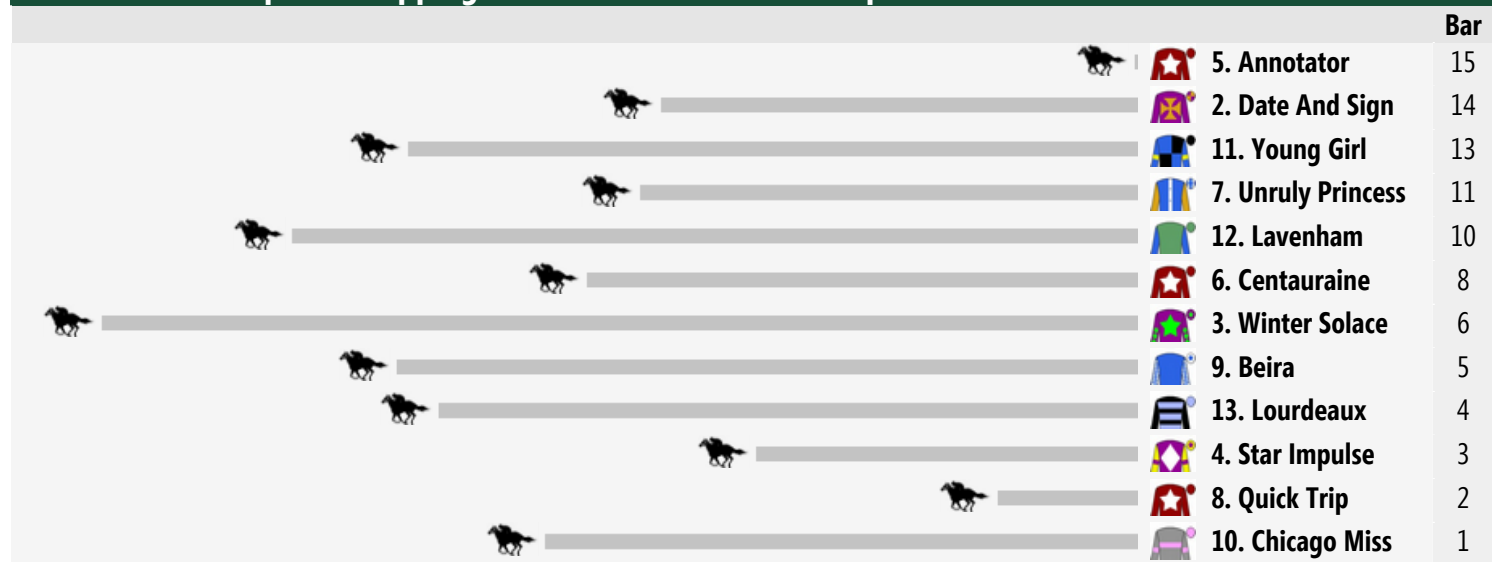 Bar
5. Annotator 15
2. Date And Sign 14
11. Young Girl 13
7. Unruly Princess 11
12. Lavenham 10
6. Centauraine 8
3. Winter Solace 6
9. Beira 5
13. Lourdeaux 4
4. Star Impulse 3
8. Quick Trip 2
10. Chicago Miss 1